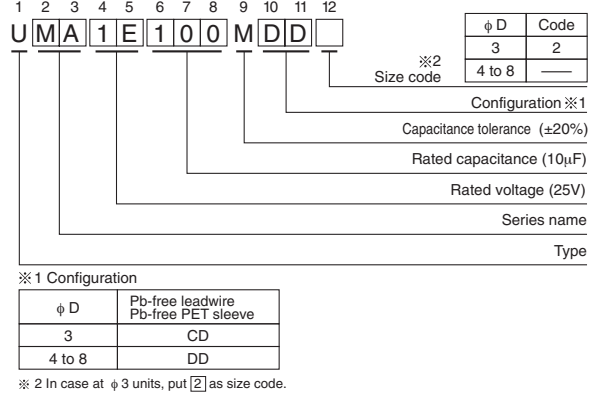 1 2 3 4 5 6 7 8 9 10 11 12
U M A 1 E 1 0 0 M D D
φ D Code
3 2
4 to 8 ——
※2
Size code
Configuration ※1
Capacitance tolerance (±20%)
Rated capacitance (10µF)
Rated voltage (25V)
Series name
Type
※1 Configuration
φ D Pb-free leadwire
Pb-free PET sleeve
3 CD
4 to 8 DD
※ 2 In case at φ 3 units, put 2 as size code.